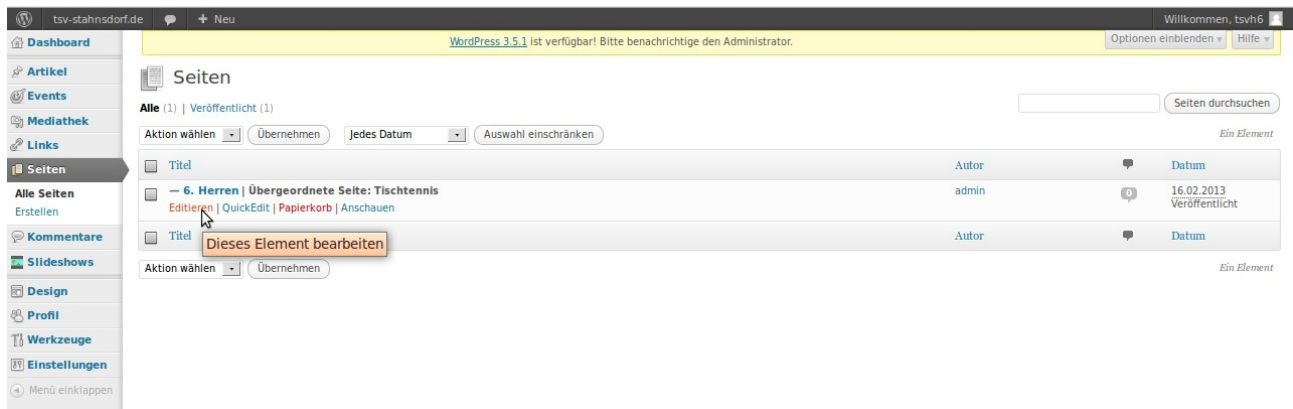 tsv-stahnsdorf.de + Neu Willkommen, tsvh6
Dashboard
Artikel
Events
Mediathek
Links
Seiten
Alle Seiten
Erstellen
Kommentare
Slideshows
Design
Profil
Werkzeuge
Einstellungen
Menü einklappen
WordPress 3.5.1 ist verfügbar! Bitte benachrichtige den Administrator.
Optionen einblenden Hilfe
Seiten
Alle (1) | Veröffentlicht (1)
Seiten durchsuchen
Aktion wählen Übernehmen Jedes Datum Auswahl einschränken Ein Element
Titel Autor Datum
— 6. Herren | Übergeordnete Seite: Tischtennis admin 0 16.02.2013
Editieren | QuickEdit | Papierkorb | Anschauen Veröffentlicht
Titel Autor Datum
Dieses Element bearbeiten
Aktion wählen Übernehmen Ein Element